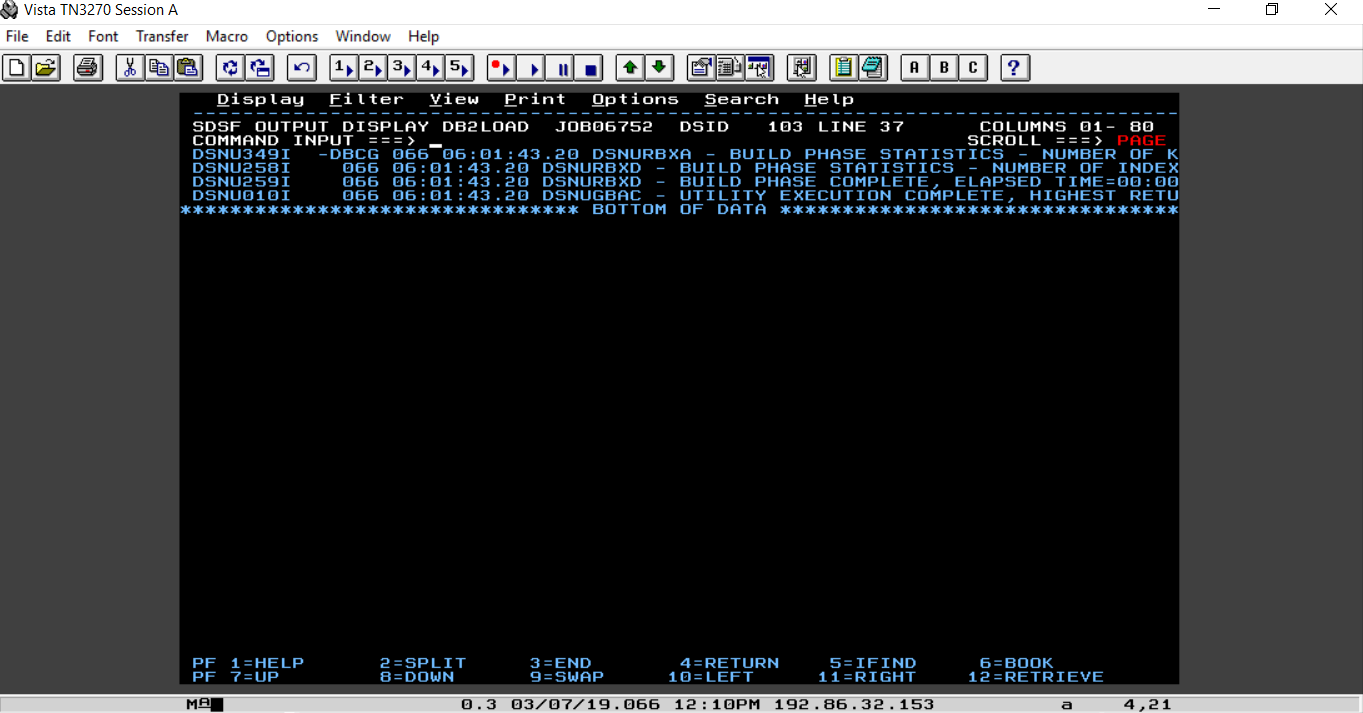 Vista TN3270 Session A
File Edit Font Transfer Macro Options Window Help
1 2 3 4 5 A B C ?
Display Filter View Print Options Search Help
-------------------------------------------------------------------------------
SDSF OUTPUT DISPLAY DB2LOAD JOB06752 DSID 103 LINE 37 COLUMNS 01- 80
COMMAND INPUT ===> _ SCROLL ===> PAGE
DSNU349I -DBCG 066 06:01:43.20 DSNURBXA - BUILD PHASE STATISTICS - NUMBER OF K
DSNU258I 066 06:01:43.20 DSNURBXD - BUILD PHASE STATISTICS - NUMBER OF INDEX
DSNU259I 066 06:01:43.20 DSNURBXD - BUILD PHASE COMPLETE, ELAPSED TIME=00:00
DSNU010I 066 06:01:43.20 DSNUGBAC - UTILITY EXECUTION COMPLETE, HIGHEST RETU
******************************** BOTTOM OF DATA ********************************
PF 1=HELP 2=SPLIT 3=END 4=RETURN 5=IFIND 6=BOOK
PF 7=UP 8=DOWN 9=SWAP 10=LEFT 11=RIGHT 12=RETRIEVE
MA 0.3 03/07/19.066 12:10PM 192.86.32.153 a 4,21